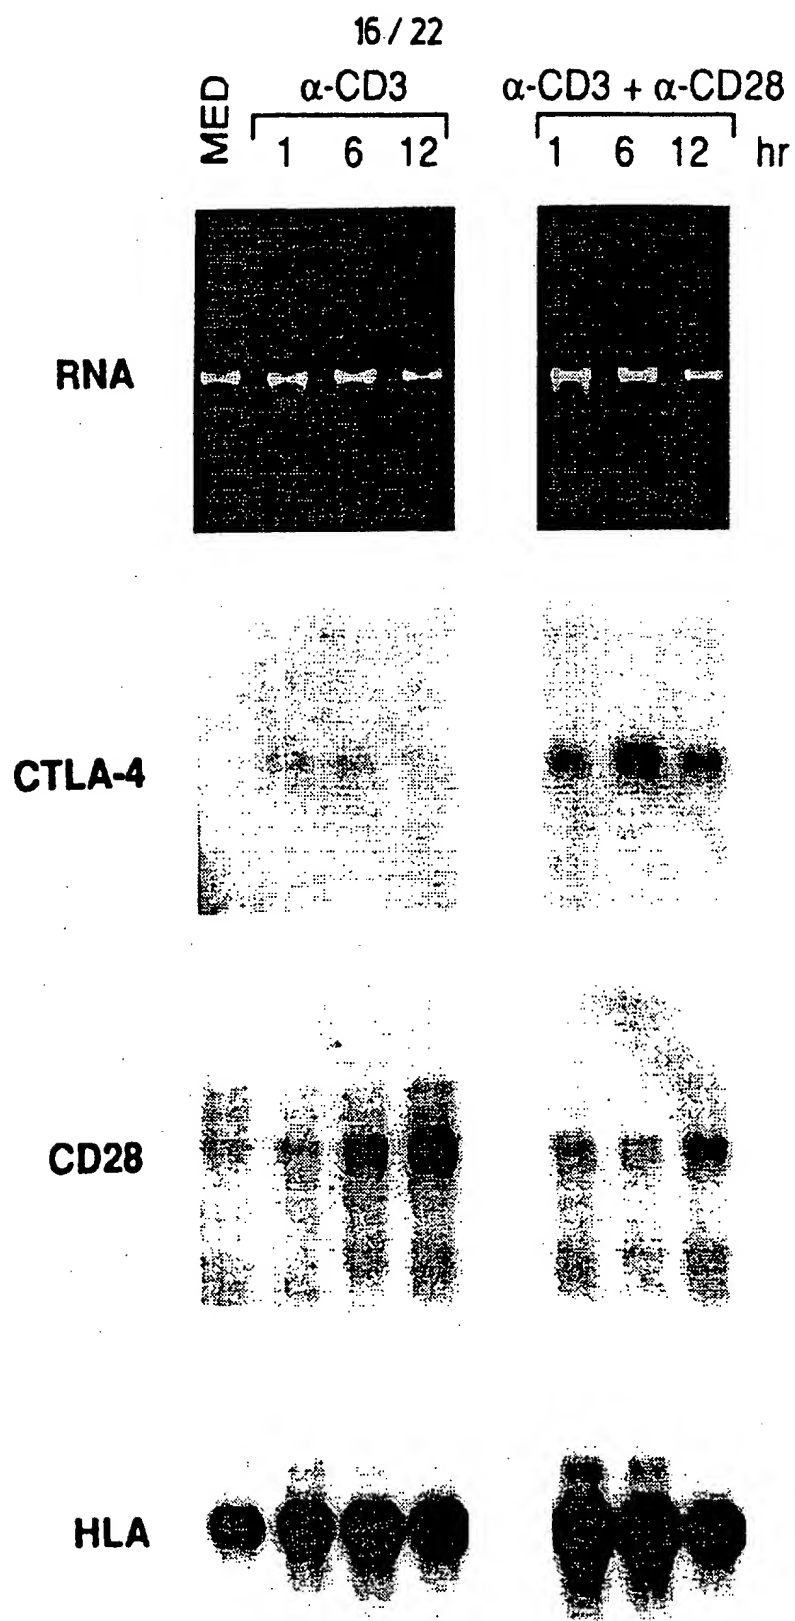 16/22
MED α-CD3 α-CD3 + α-CD28
1 6 12 1 6 12 hr
RNA
CTLA-4
CD28
HLA